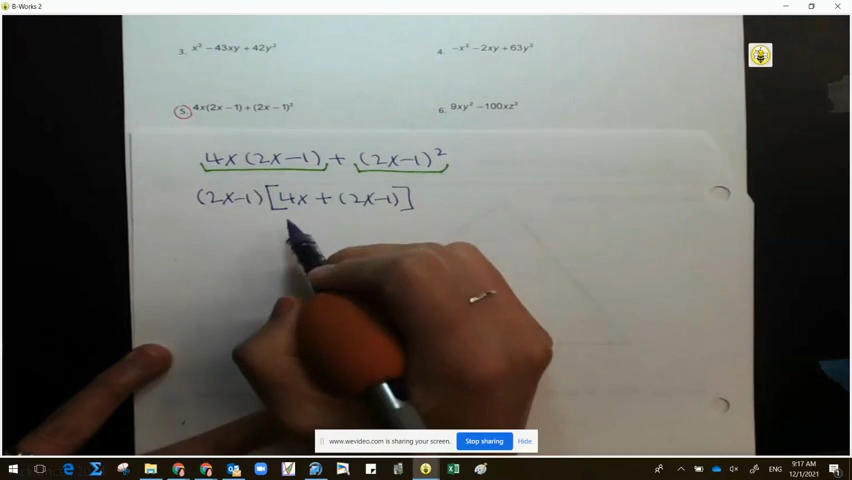 B-Works 2
3. x² − 43xy + 42y²
4. −x² − 2xy + 63y²
5. 4x(2x − 1) + (2x − 1)²
6. 9xy² − 100xz²
4x(2x−1) + (2x−1)²
(2x−1)[4x + (2x−1)]
www.wevideo.com is sharing your screen. Stop sharing Hide
9:17 AM
ENG
12/1/2021